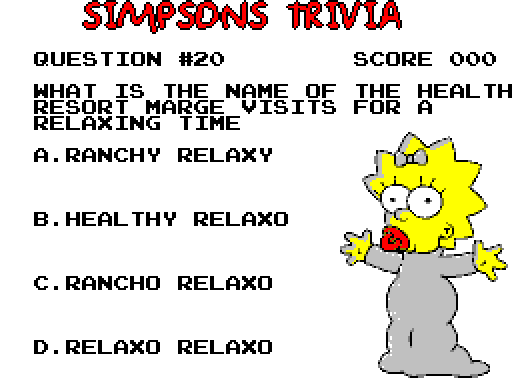 SIMPSONS TRIVIA
QUESTION #20 SCORE 000
WHAT IS THE NAME OF THE HEALTH
RESORT MARGE VISITS FOR A
RELAXING TIME
A.RANCHY RELAXY
B.HEALTHY RELAXO
C.RANCHO RELAXO
D.RELAXO RELAXO